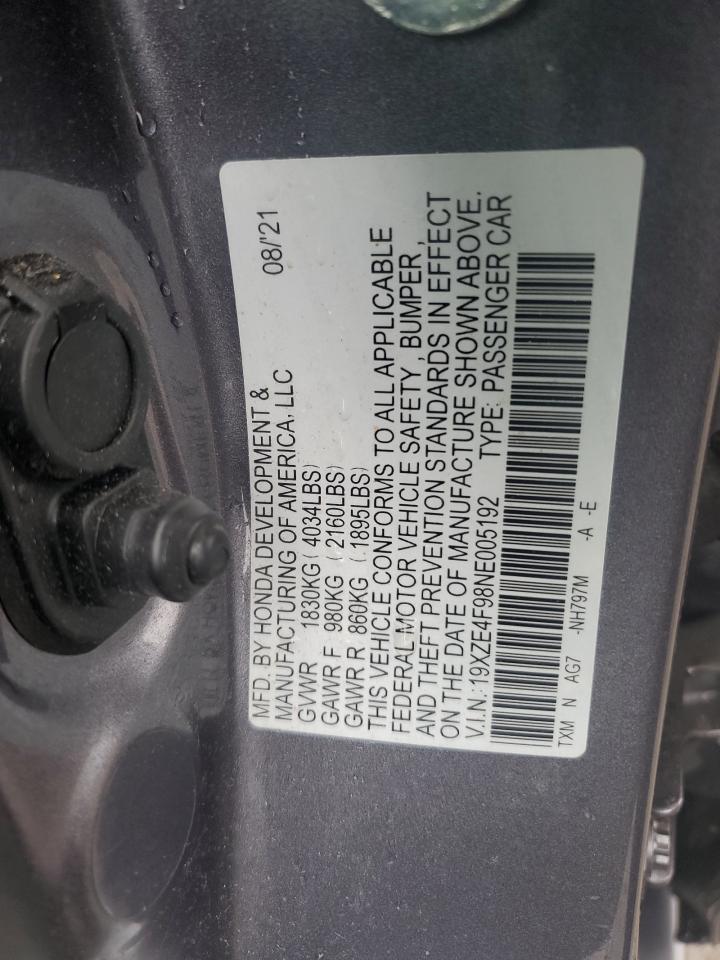 MFD. BY HONDA DEVELOPMENT &
MANUFACTURING OF AMERICA, LLC 08/'21
GVWR 1830KG ( 4034LBS)
GAWR F 980KG ( 2160LBS)
GAWR R 860KG ( 1895LBS)
THIS VEHICLE CONFORMS TO ALL APPLICABLE
FEDERAL MOTOR VEHICLE SAFETY, BUMPER,
AND THEFT PREVENTION STANDARDS IN EFFECT
ON THE DATE OF MANUFACTURE SHOWN ABOVE.
V.I.N.: 19XZE4F98NE005192 TYPE: PASSENGER CAR
TXM N AG7 -NH797M -A -E